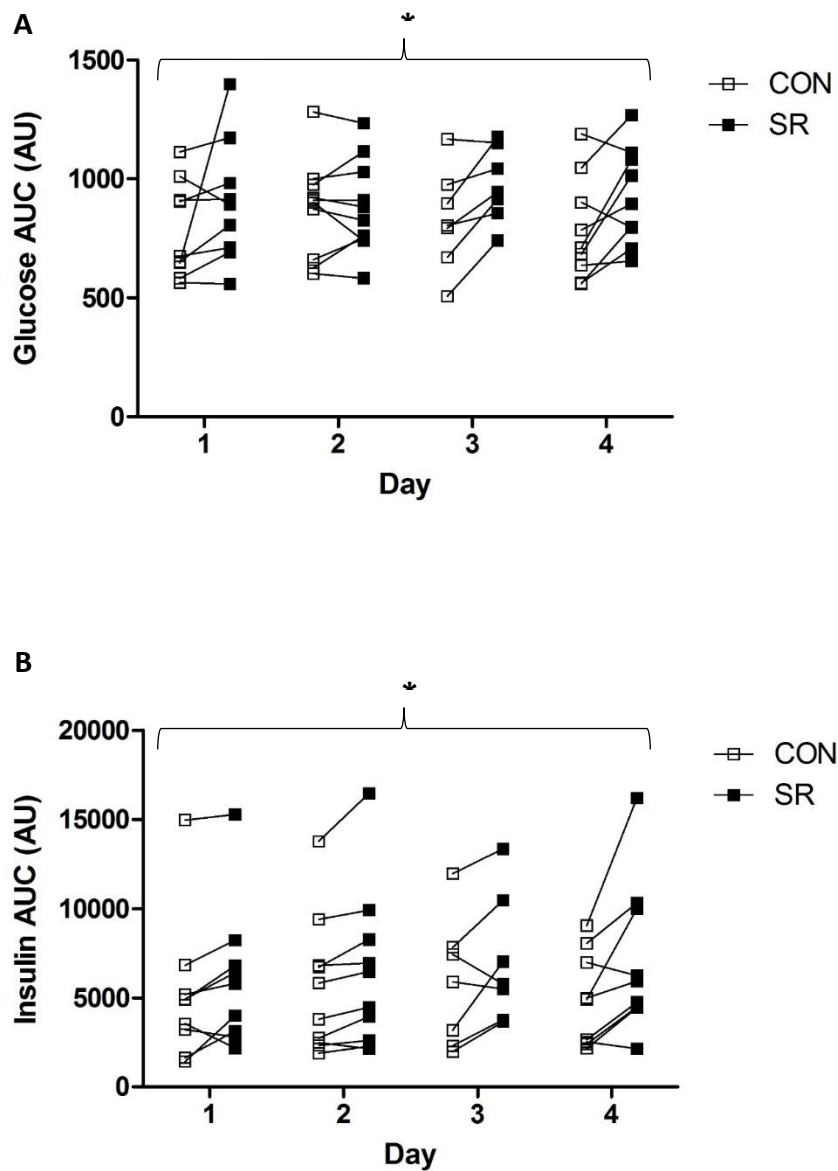 A
*
1500
1000
500
0
Glucose AUC (AU)
1 2 3 4
Day
CON
SR
B
*
20000
15000
10000
5000
0
Insulin AUC (AU)
1 2 3 4
Day
CON
SR